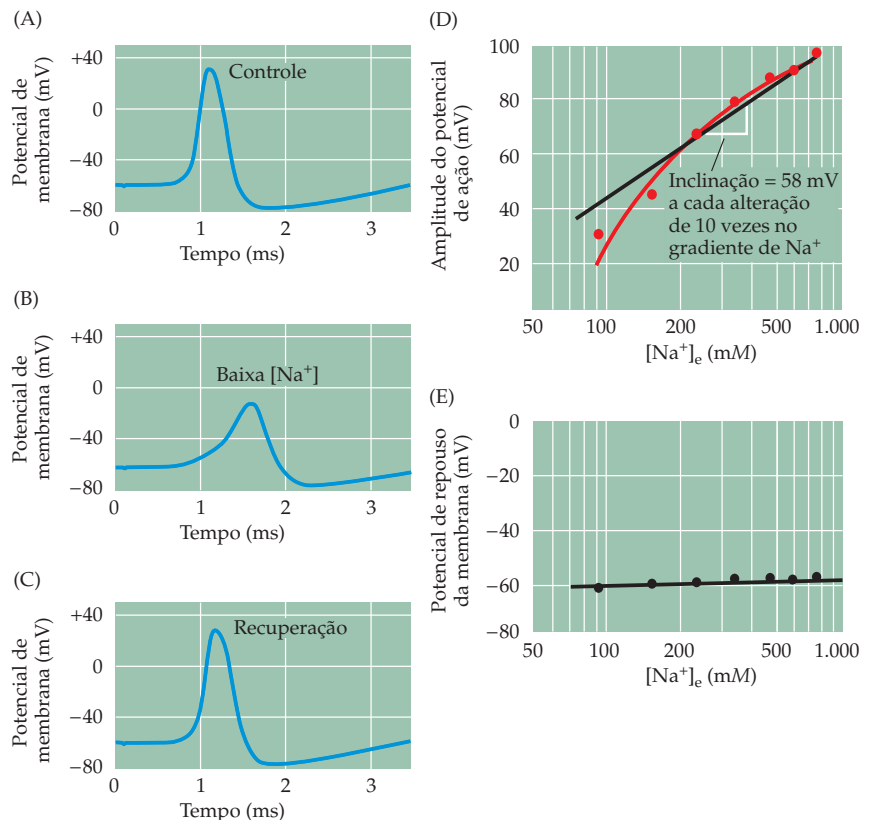 (A)
Potencial de
membrana (mV)
+40
0
−40
−80
Controle
0
1
2
3
Tempo (ms)
(B)
Potencial de
membrana (mV)
+40
0
−40
−80
Baixa [Na⁺]
0
1
2
3
Tempo (ms)
(C)
Potencial de
membrana (mV)
+40
0
−40
−80
Recuperação
0
1
2
3
Tempo (ms)
(D)
Amplitude do potencial
de ação (mV)
100
80
60
40
20
Inclinação = 58 mV
a cada alteração
de 10 vezes no
gradiente de Na⁺
50
100
200
500
1.000
[Na⁺]ₑ (mM)
(E)
Potencial de repouso
da membrana (mV)
0
−20
−40
−60
−80
50
100
200
500
1.000
[Na⁺]ₑ (mM)